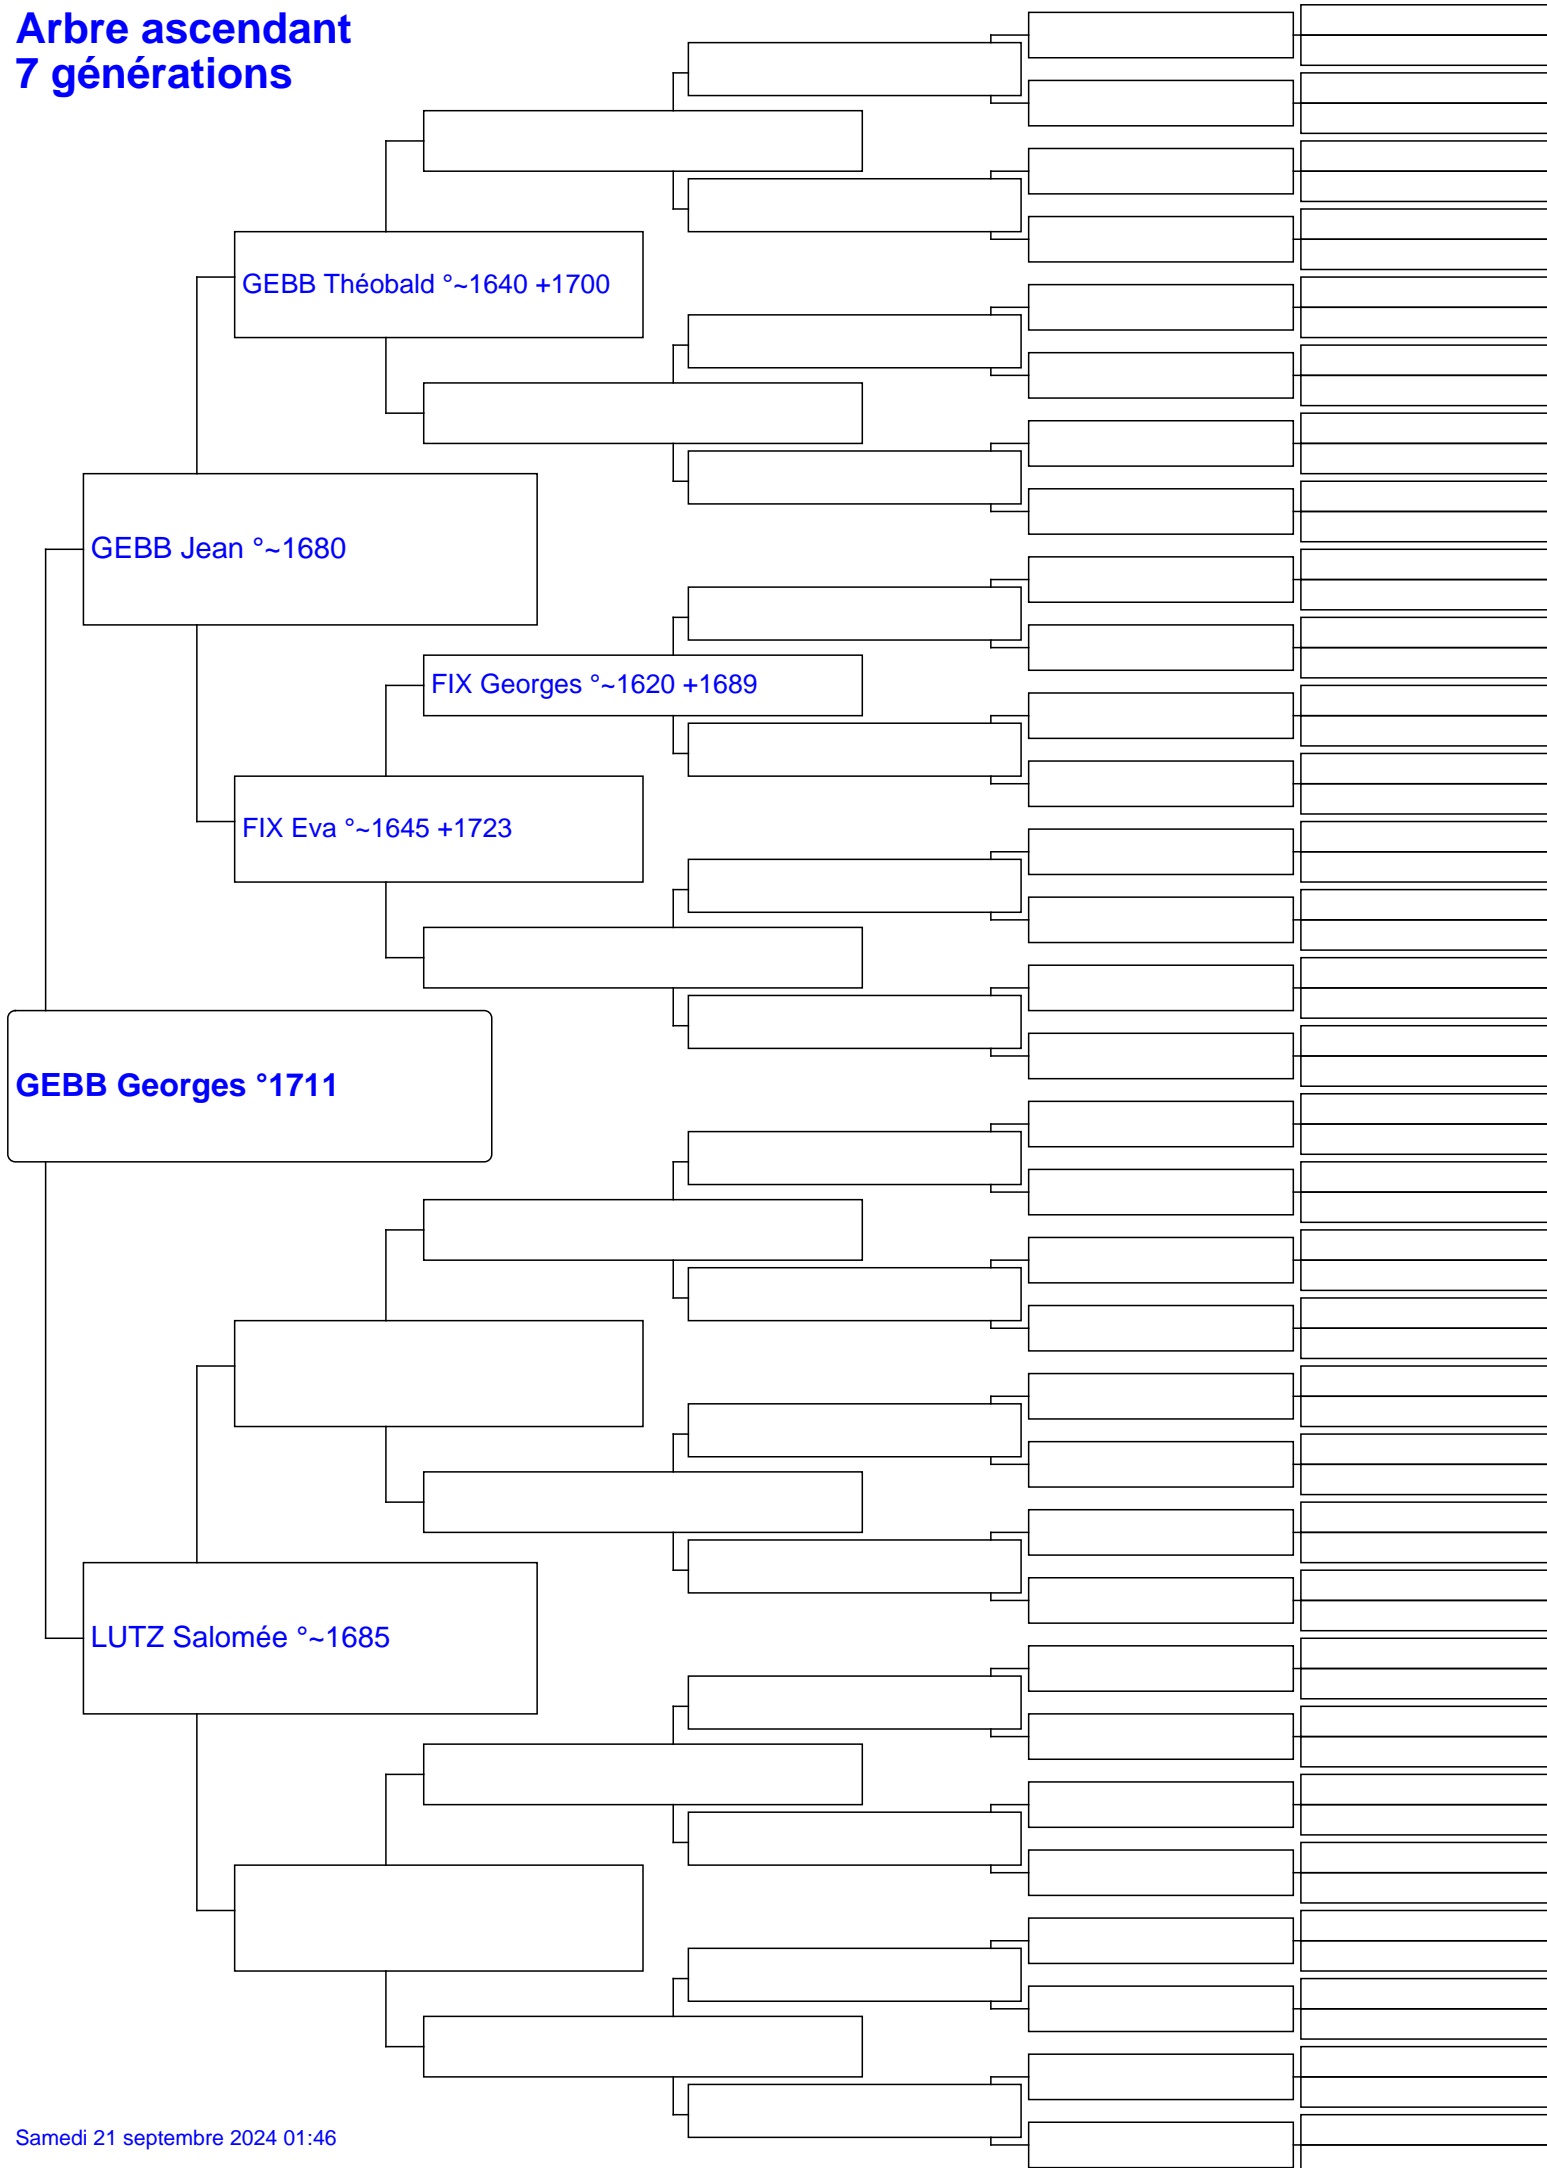 Arbre ascendant
7 générations
GEBB Théobald °~1640 +1700
GEBB Jean °~1680
FIX Georges °~1620 +1689
FIX Eva °~1645 +1723
GEBB Georges °1711
LUTZ Salomée °~1685
Samedi 21 septembre 2024 01:46